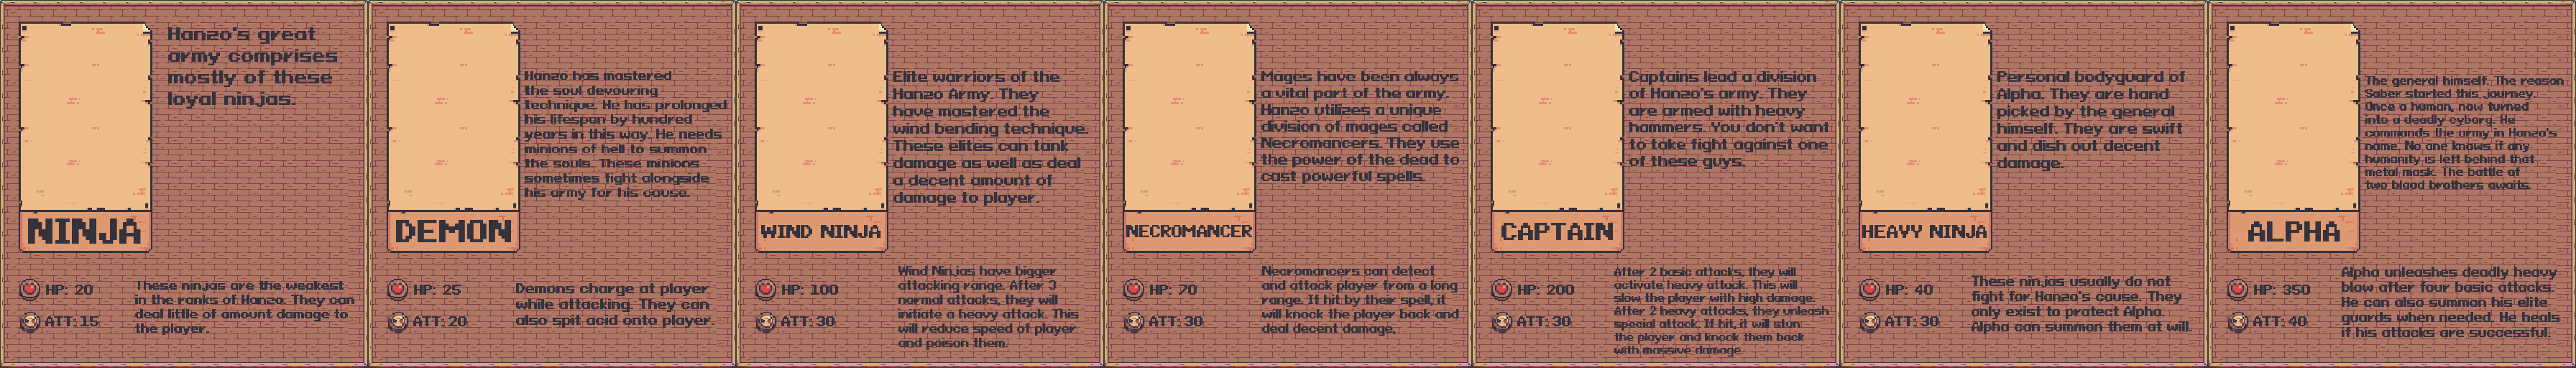 Hanzo's great
army comprises
mostly of these
loyal ninjas.
NINJA
HP: 20
ATT: 15
These ninjas are the weakest
in the ranks of Hanzo. They can
deal little of amount damage to
the player.
Hanzo has mastered
the soul devouring
technique. He has prolonged
his lifespan by hundred
years in this way. He needs
minions of hell to summon
the souls. These minions
sometimes fight alongside
his army for his cause.
DEMON
HP: 25
ATT: 20
Demons charge at player
while attacking. They can
also spit acid onto player.
Elite warriors of the
Hanzo Army. They
have mastered the
wind bending technique.
These elites can tank
damage as well as deal
a decent amount of
damage to player.
WIND NINJA
HP: 100
ATT: 30
Wind Ninjas have bigger
attacking range. After 3
normal attacks, they will
initiate a heavy attack. This
will reduce speed of player
and poison them.
Mages have been always
a vital part of the army.
Hanzo utilizes a unique
division of mages called
Necromancers. They use
the power of the dead to
cast powerful spells.
NECROMANCER
HP: 70
ATT: 30
Necromancers can detect
and attack player from a long
range. If hit by their spell, it
will knock the player back and
deal decent damage.
Captains lead a division
of Hanzo's army. They
are armed with heavy
hammers. You don't want
to take fight against one
of these guys.
CAPTAIN
HP: 200
ATT: 30
After 2 basic attacks, they will
activate heavy attack. This will
slow the player with high damage.
After 2 heavy attacks, they unleash
special attack. If hit, it will stun
the player and knock them back
with massive damage.
Personal bodyguard of
Alpha. They are hand
picked by the general
himself. They are swift
and dish out decent
damage.
HEAVY NINJA
HP: 40
ATT: 30
These ninjas usually do not
fight for Hanzo's cause. They
only exist to protect Alpha.
Alpha can summon them at will.
The general himself. The reason
Saber started this journey.
Once a human, now turned
into a deadly cyborg. He
commands the army in Hanzo's
name. No one knows if any
humanity is left behind that
metal mask. The battle of
two blood brothers awaits.
ALPHA
HP: 350
ATT: 40
Alpha unleashes deadly heavy
blow after four basic attacks.
He can also summon his elite
guards when needed. He heals
if his attacks are successful.